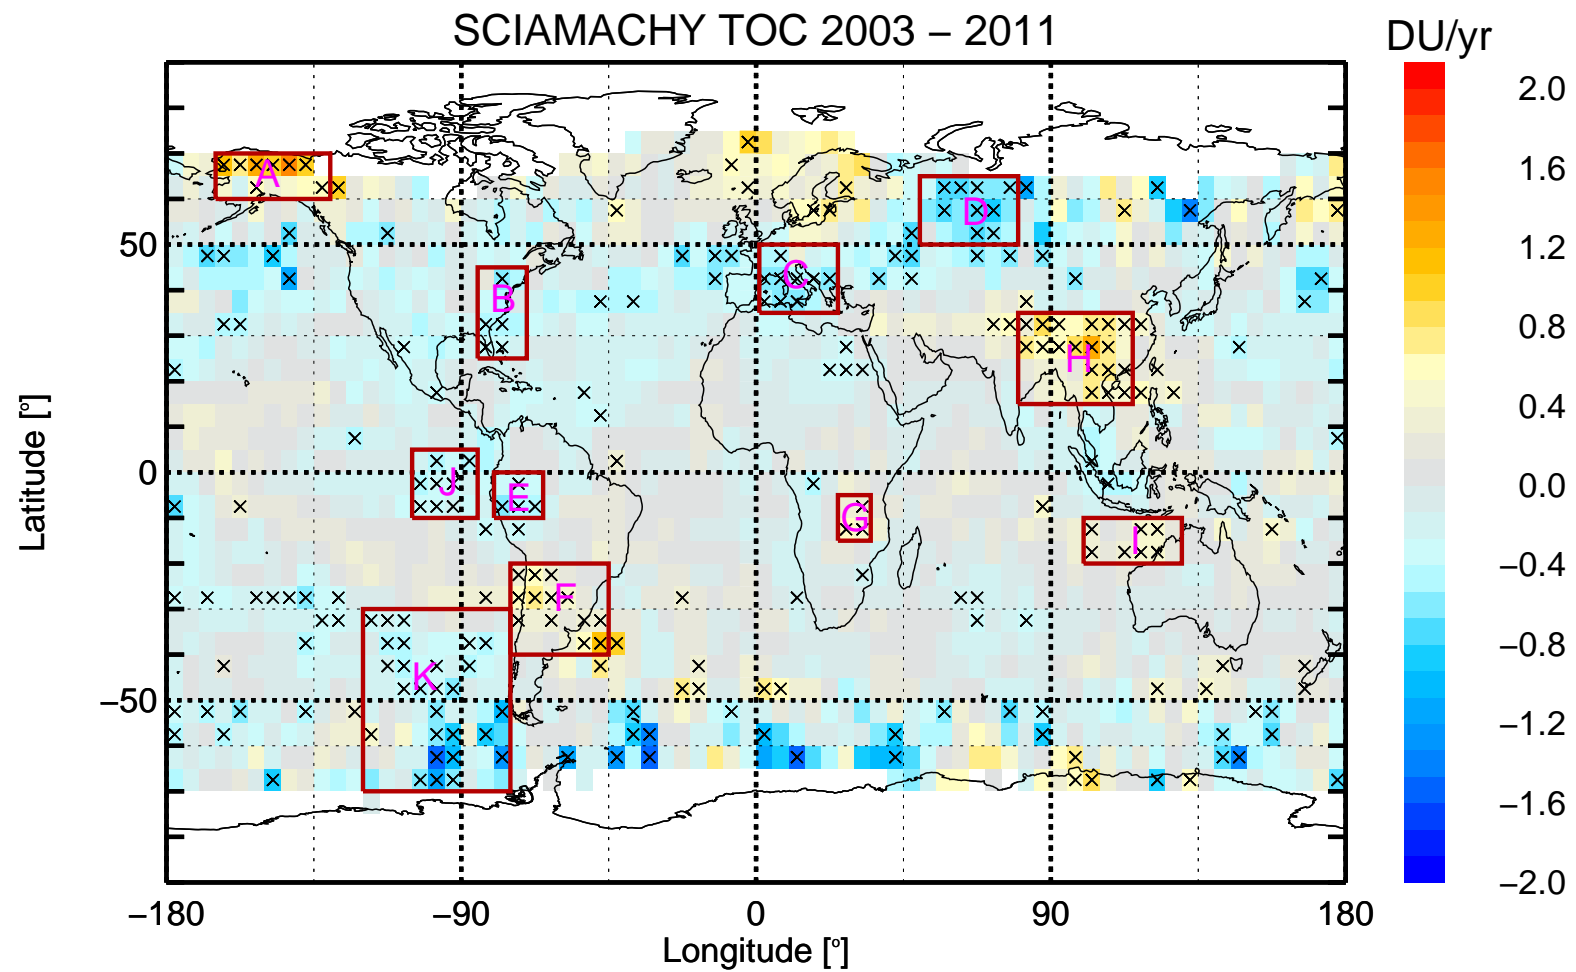 SCIAMACHY TOC 2003 – 2011
DU/yr
2.0
1.6
1.2
0.8
0.4
0.0
−0.4
−0.8
−1.2
−1.6
−2.0
Latitude [°]
50
0
−50
A
B
C
D
E
F
G
H
I
J
K
−180
−90
0
90
180
Longitude [°]